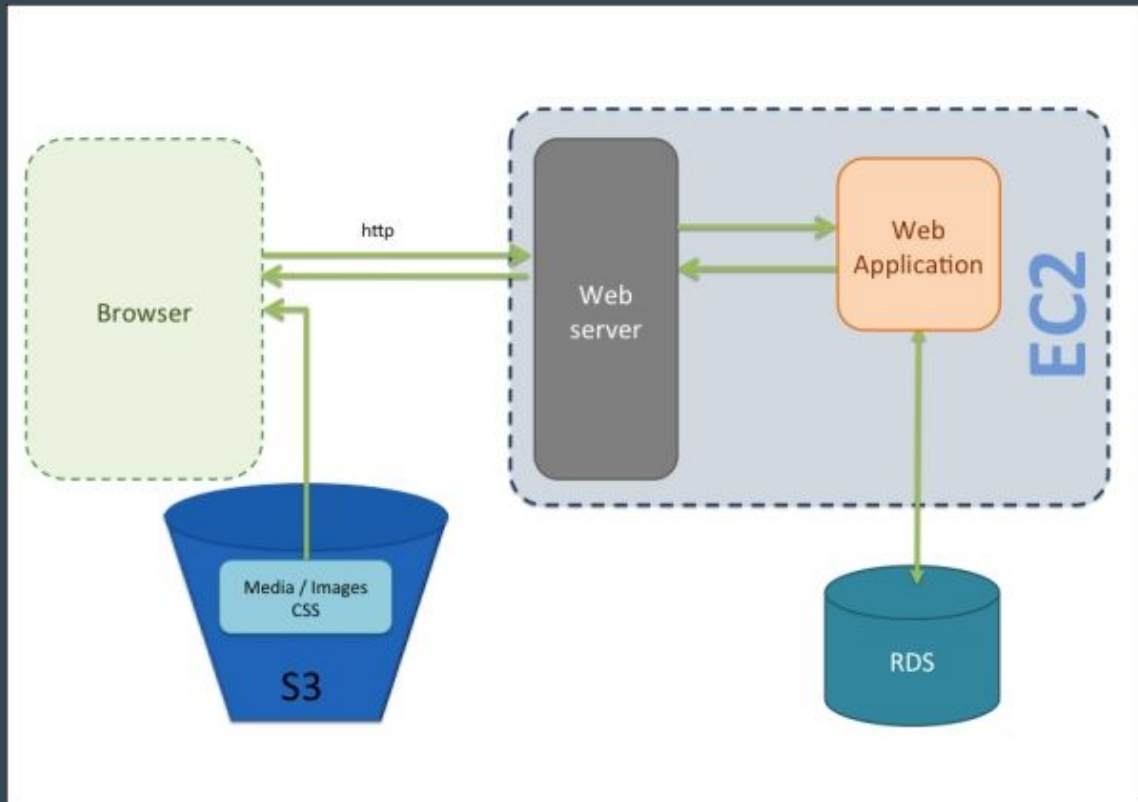 http
Browser
Web
server
Web
Application
EC2
Media / Images
CSS
S3
RDS